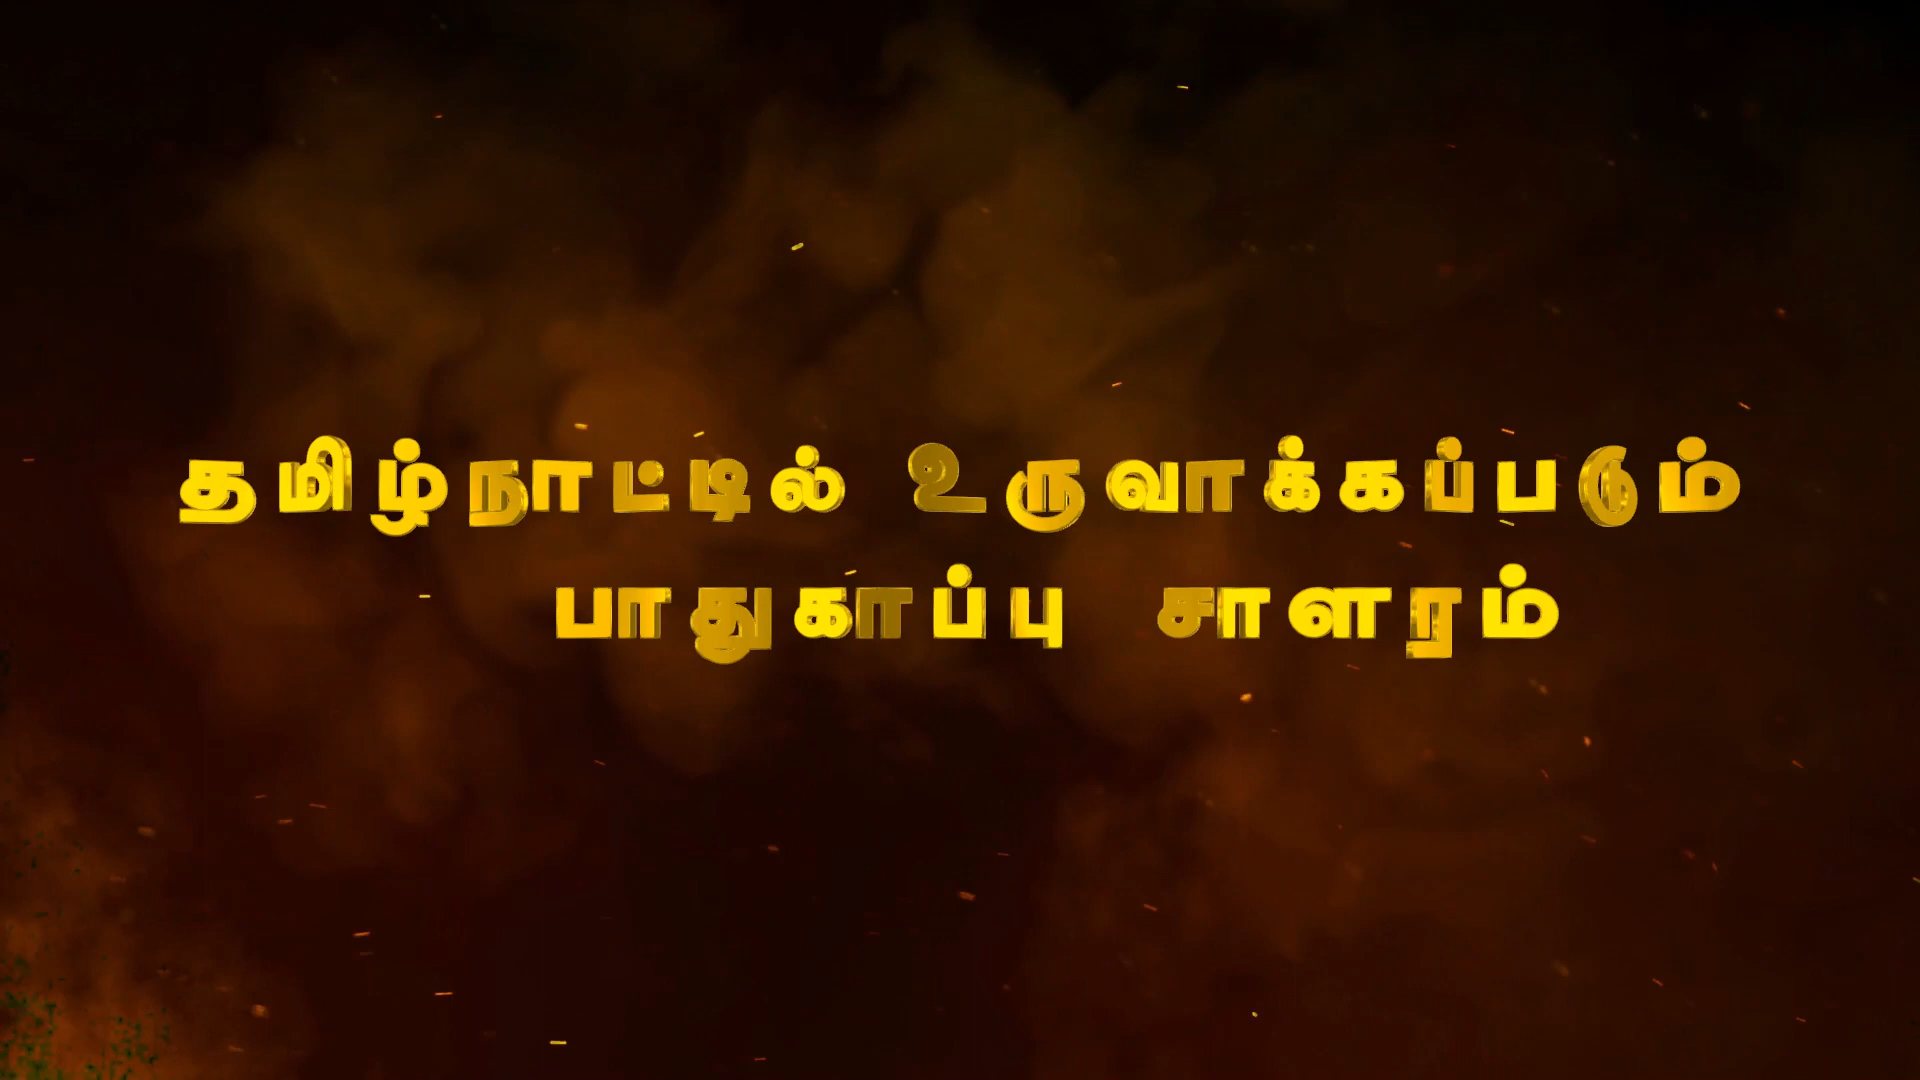 தமிழ்நாட்டில் உருவாக்கப்படும்
பாதுகாப்பு சாளரம்